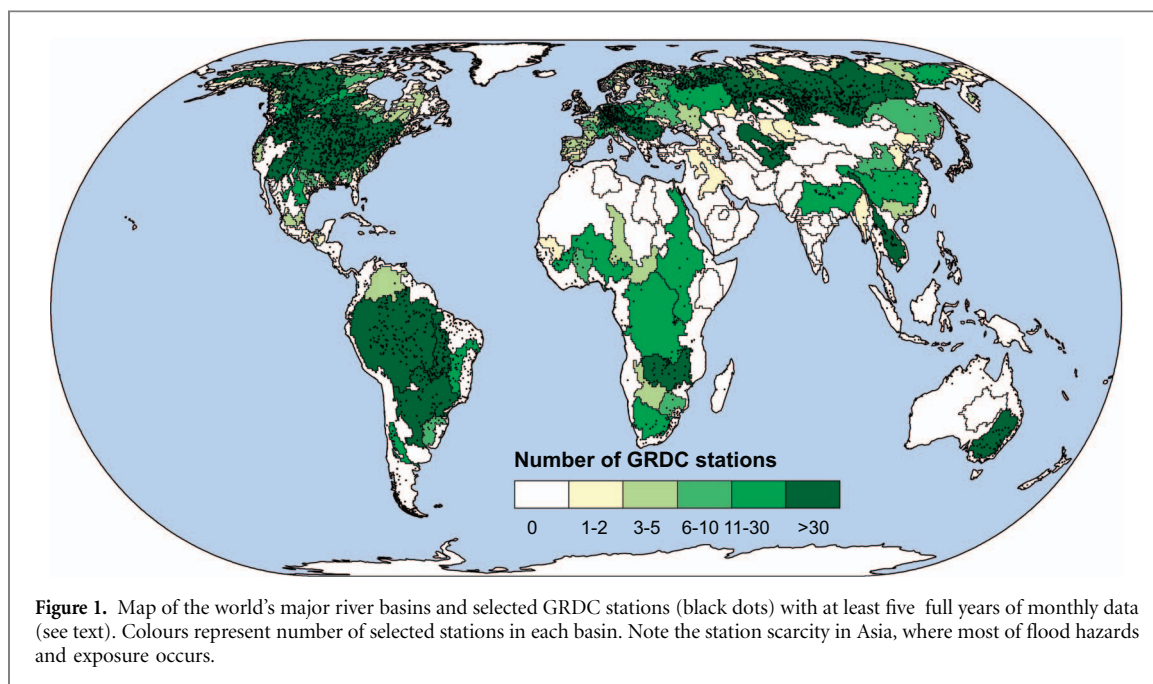 Number of GRDC stations
0 1-2 3-5 6-10 11-30 >30
Figure 1. Map of the world's major river basins and selected GRDC stations (black dots) with at least five full years of monthly data
(see text). Colours represent number of selected stations in each basin. Note the station scarcity in Asia, where most of flood hazards
and exposure occurs.